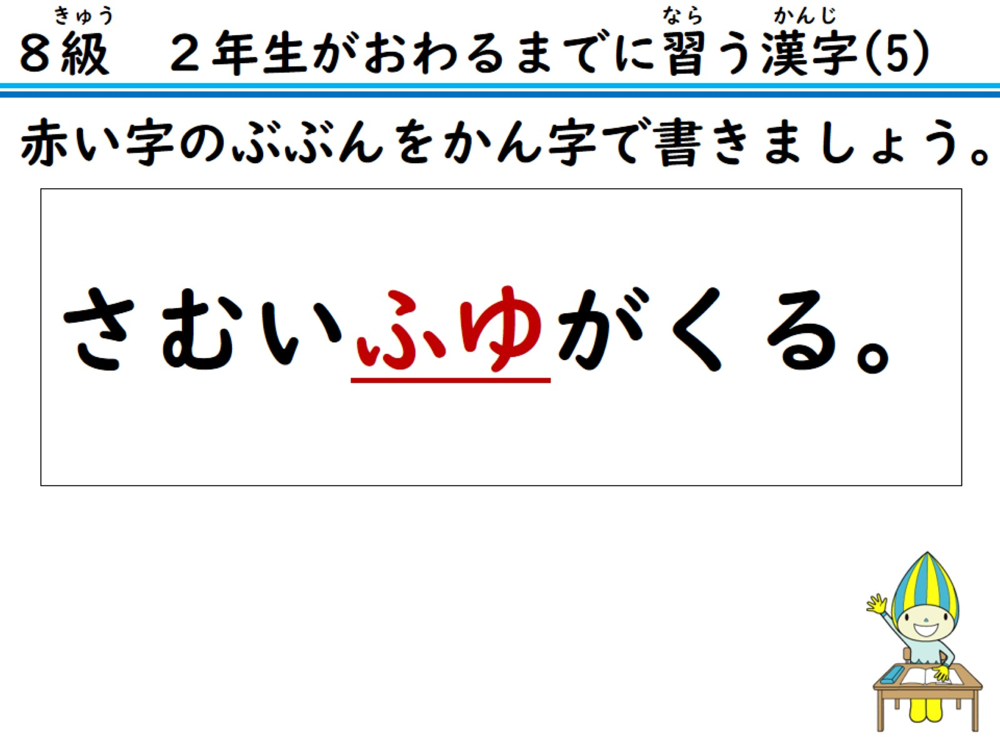 きゅう なら かんじ
８級　２年生がおわるまでに習う漢字(5)
赤い字のぶぶんをかん字で書きましょう。
さむいふゆがくる。